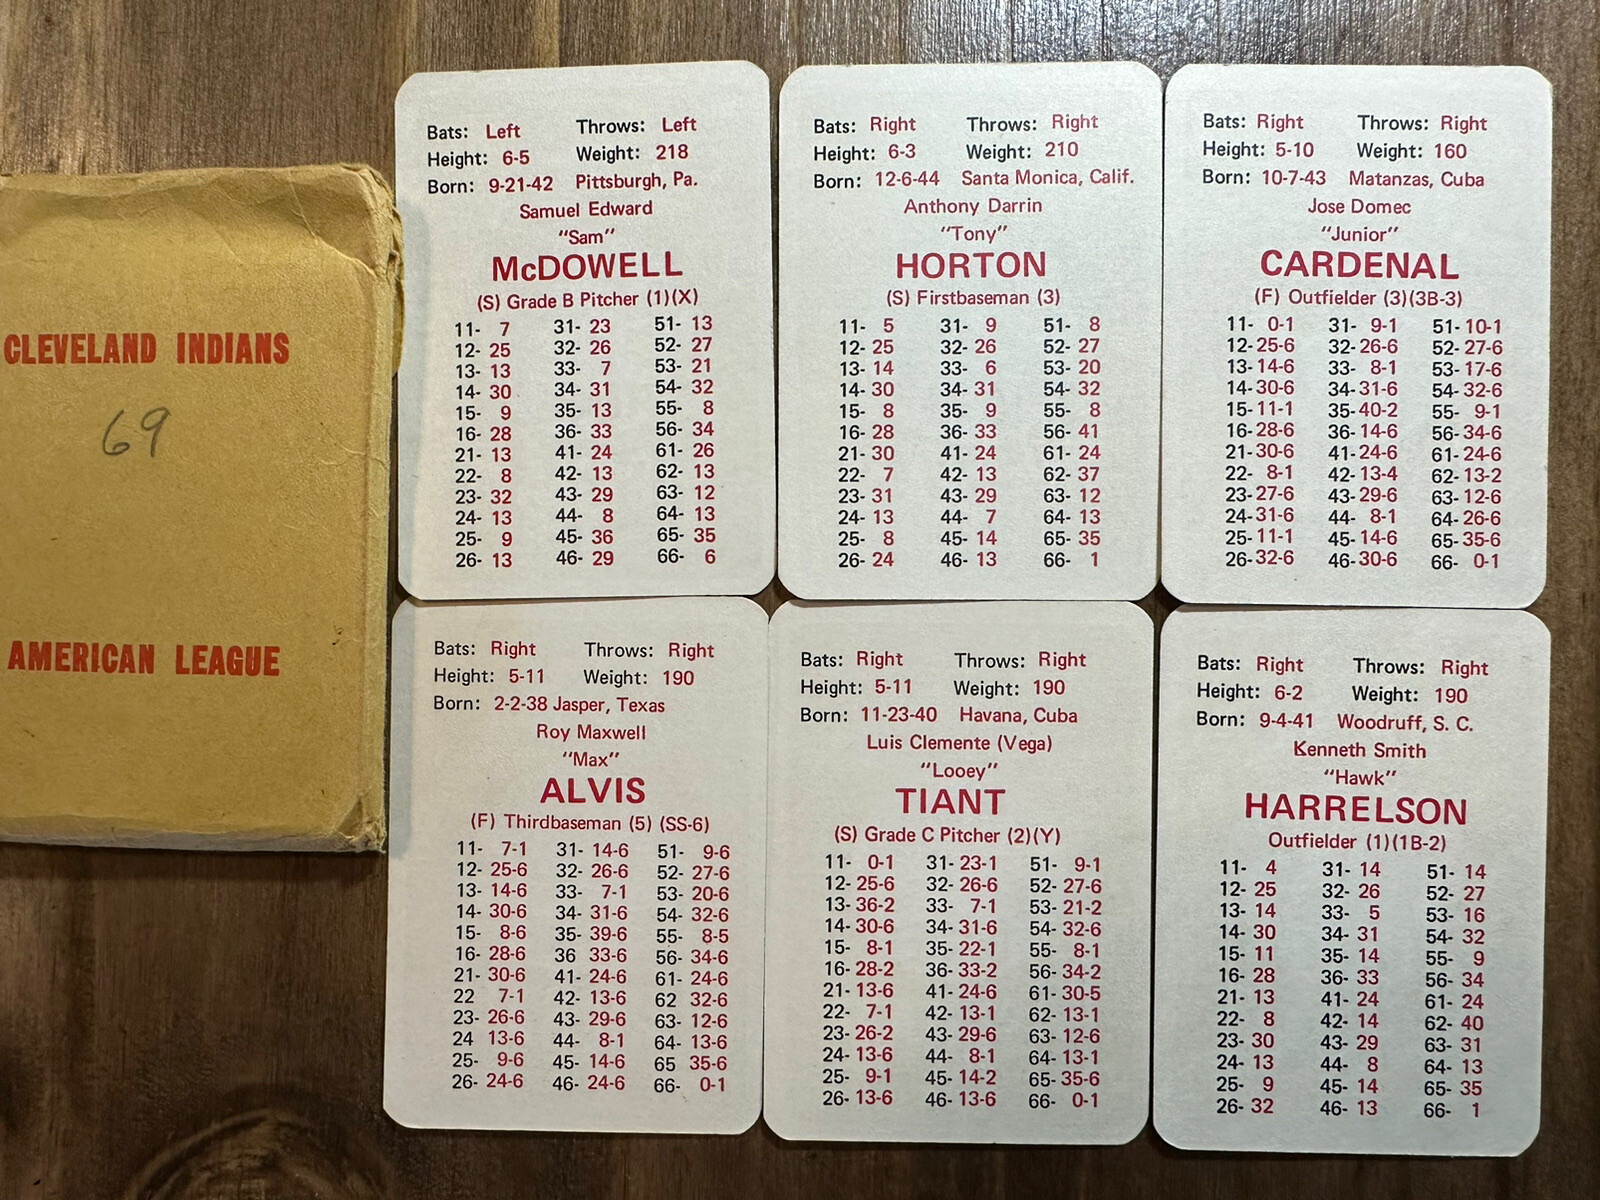 CLEVELAND INDIANS
69
AMERICAN LEAGUE
Bats: Left Throws: Left
Height: 6-5 Weight: 218
Born: 9-21-42 Pittsburgh, Pa.
Samuel Edward
"Sam"
McDOWELL
(S) Grade B Pitcher (1)(X)
11- 7 31- 23 51- 13
12- 25 32- 26 52- 27
13- 13 33- 7 53- 21
14- 30 34- 31 54- 32
15- 9 35- 13 55- 8
16- 28 36- 33 56- 34
21- 13 41- 24 61- 26
22- 8 42- 13 62- 13
23- 32 43- 29 63- 12
24- 13 44- 8 64- 13
25- 9 45- 36 65- 35
26- 13 46- 29 66- 6
Bats: Right Throws: Right
Height: 6-3 Weight: 210
Born: 12-6-44 Santa Monica, Calif.
Anthony Darrin
"Tony"
HORTON
(S) Firstbaseman (3)
11- 5 31- 9 51- 8
12- 25 32- 26 52- 27
13- 14 33- 6 53- 20
14- 30 34- 31 54- 32
15- 8 35- 9 55- 8
16- 28 36- 33 56- 41
21- 30 41- 24 61- 24
22- 7 42- 13 62- 37
23- 31 43- 29 63- 12
24- 13 44- 7 64- 13
25- 8 45- 14 65- 35
26- 24 46- 13 66- 1
Bats: Right Throws: Right
Height: 5-10 Weight: 160
Born: 10-7-43 Matanzas, Cuba
Jose Domec
"Junior"
CARDENAL
(F) Outfielder (3)(3B-3)
11- 0-1 31- 9-1 51- 10-1
12- 25-6 32- 26-6 52- 27-6
13- 14-6 33- 8-1 53- 17-6
14- 30-6 34- 31-6 54- 32-6
15- 11-1 35- 40-2 55- 9-1
16- 28-6 36- 14-6 56- 34-6
21- 30-6 41- 24-6 61- 24-6
22- 8-1 42- 13-4 62- 13-2
23- 27-6 43- 29-6 63- 12-6
24- 31-6 44- 8-1 64- 26-6
25- 11-1 45- 14-6 65- 35-6
26- 32-6 46- 30-6 66- 0-1
Bats: Right Throws: Right
Height: 5-11 Weight: 190
Born: 2-2-38 Jasper, Texas
Roy Maxwell
"Max"
ALVIS
(F) Thirdbaseman (5) (SS-6)
11- 7-1 31- 14-6 51- 9-6
12- 25-6 32- 26-6 52- 27-6
13- 14-6 33- 7-1 53- 20-6
14- 30-6 34- 31-6 54- 32-6
15- 8-6 35- 39-6 55- 8-5
16- 28-6 36 33-6 56- 34-6
21- 30-6 41- 24-6 61- 24-6
22 7-1 42- 13-6 62 32-6
23- 26-6 43- 29-6 63- 12-6
24 13-6 44- 8-1 64- 13-6
25- 9-6 45- 14-6 65 35-6
26- 24-6 46- 24-6 66- 0-1
Bats: Right Throws: Right
Height: 5-11 Weight: 190
Born: 11-23-40 Havana, Cuba
Luis Clemente (Vega)
"Looey"
TIANT
(S) Grade C Pitcher (2)(Y)
11- 0-1 31- 23-1 51- 9-1
12- 25-6 32- 26-6 52- 27-6
13- 36-2 33- 7-1 53- 21-2
14- 30-6 34- 31-6 54- 32-6
15- 8-1 35- 22-1 55- 8-1
16- 28-2 36- 33-2 56- 34-2
21- 13-6 41- 24-6 61- 30-5
22- 7-1 42- 13-1 62- 13-1
23- 26-2 43- 29-6 63- 12-6
24- 13-6 44- 8-1 64- 13-1
25- 9-1 45- 14-2 65- 35-6
26- 13-6 46- 13-6 66- 0-1
Bats: Right Throws: Right
Height: 6-2 Weight: 190
Born: 9-4-41 Woodruff, S. C.
Kenneth Smith
"Hawk"
HARRELSON
Outfielder (1)(1B-2)
11- 4 31- 14 51- 14
12- 25 32- 26 52- 27
13- 14 33- 5 53- 16
14- 30 34- 31 54- 32
15- 11 35- 14 55- 9
16- 28 36- 33 56- 34
21- 13 41- 24 61- 24
22- 8 42- 14 62- 40
23- 30 43- 29 63- 31
24- 13 44- 8 64- 13
25- 9 45- 14 65- 35
26- 32 46- 13 66- 1